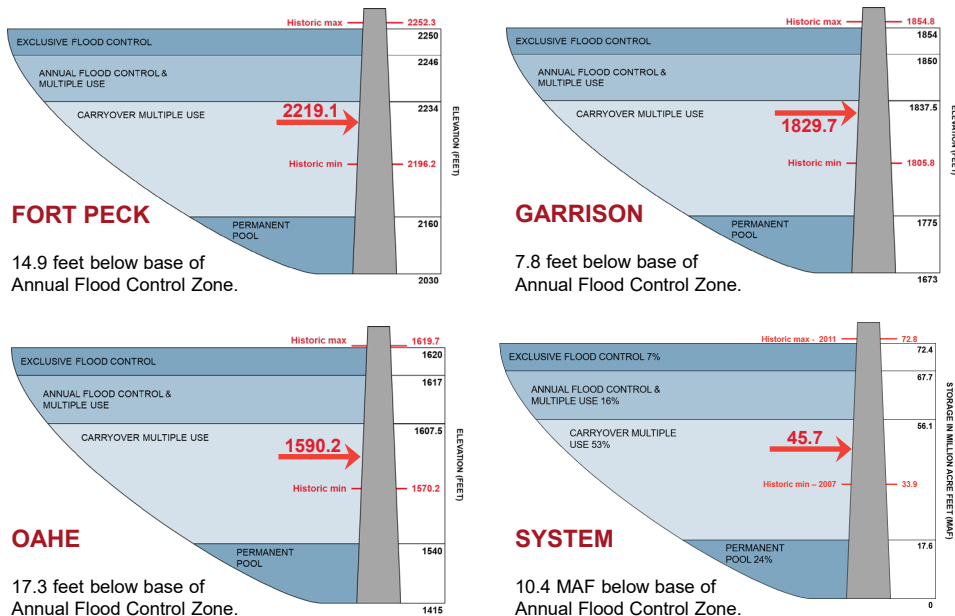 Historic max 2252.3
2250
EXCLUSIVE FLOOD CONTROL
2246
ANNUAL FLOOD CONTROL &
MULTIPLE USE
2234
CARRYOVER MULTIPLE USE
2219.1
ELEVATION (FEET)
Historic min 2196.2
FORT PECK
2160
PERMANENT
POOL
14.9 feet below base of
Annual Flood Control Zone.
2030
Historic max 1854.8
1854
EXCLUSIVE FLOOD CONTROL
1850
ANNUAL FLOOD CONTROL &
MULTIPLE USE
1837.5
CARRYOVER MULTIPLE USE
1829.7
ELEVATION (FEET)
Historic min 1805.8
GARRISON
1775
PERMANENT
POOL
7.8 feet below base of
Annual Flood Control Zone.
1673
Historic max 1619.7
1620
EXCLUSIVE FLOOD CONTROL
1617
ANNUAL FLOOD CONTROL &
MULTIPLE USE
1607.5
CARRYOVER MULTIPLE USE
1590.2
ELEVATION (FEET)
Historic min 1570.2
OAHE
1540
PERMANENT
POOL
17.3 feet below base of
Annual Flood Control Zone.
1415
Historic max - 2011 72.8
72.4
EXCLUSIVE FLOOD CONTROL 7%
67.7
ANNUAL FLOOD CONTROL &
MULTIPLE USE 16%
56.1
CARRYOVER MULTIPLE
USE 53%
45.7
STORAGE IN MILLION ACRE FEET (MAF)
Historic min – 2007 33.9
SYSTEM
17.6
PERMANENT
POOL 24%
10.4 MAF below base of
Annual Flood Control Zone.
0